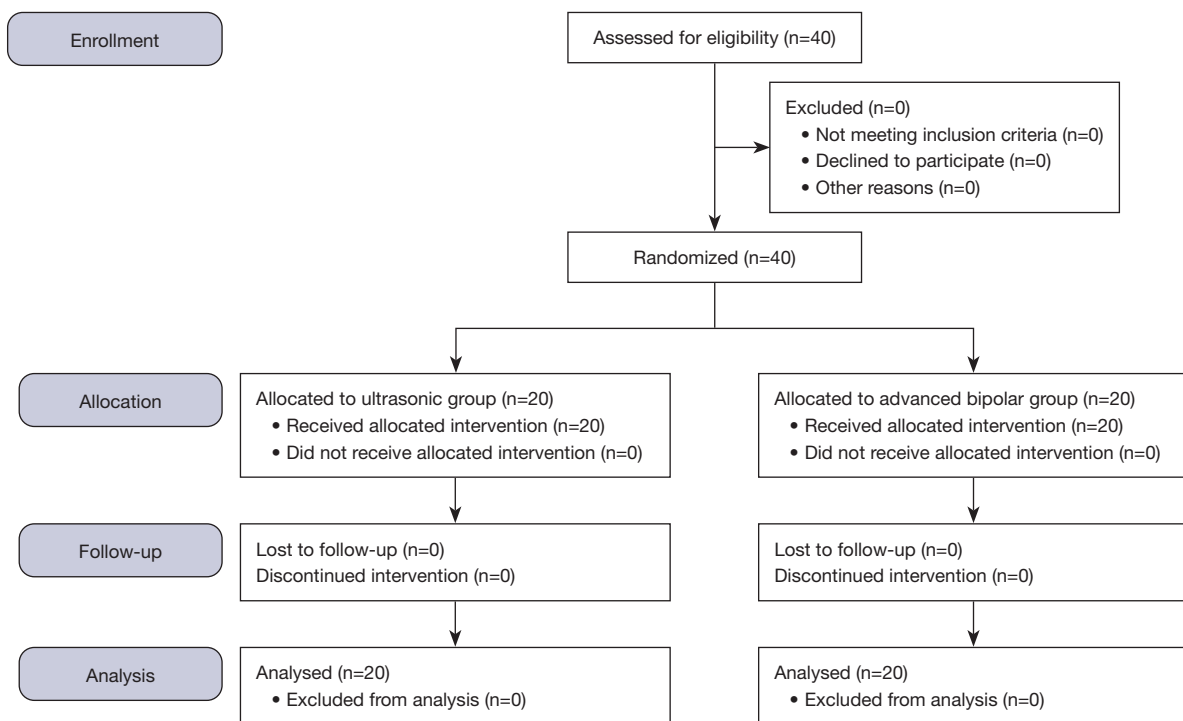 Enrollment
Assessed for eligibility (n=40)
Excluded (n=0)
• Not meeting inclusion criteria (n=0)
• Declined to participate (n=0)
• Other reasons (n=0)
Randomized (n=40)
Allocation
Allocated to ultrasonic group (n=20)
• Received allocated intervention (n=20)
• Did not receive allocated intervention (n=0)
Allocated to advanced bipolar group (n=20)
• Received allocated intervention (n=20)
• Did not receive allocated intervention (n=0)
Follow-up
Lost to follow-up (n=0)
Discontinued intervention (n=0)
Lost to follow-up (n=0)
Discontinued intervention (n=0)
Analysis
Analysed (n=20)
• Excluded from analysis (n=0)
Analysed (n=20)
• Excluded from analysis (n=0)